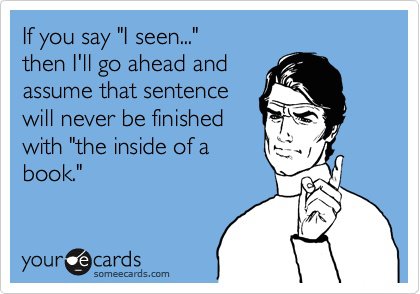 If you say "I seen..."
then I'll go ahead and
assume that sentence
will never be finished
with "the inside of a
book."
your e cards
someecards.com